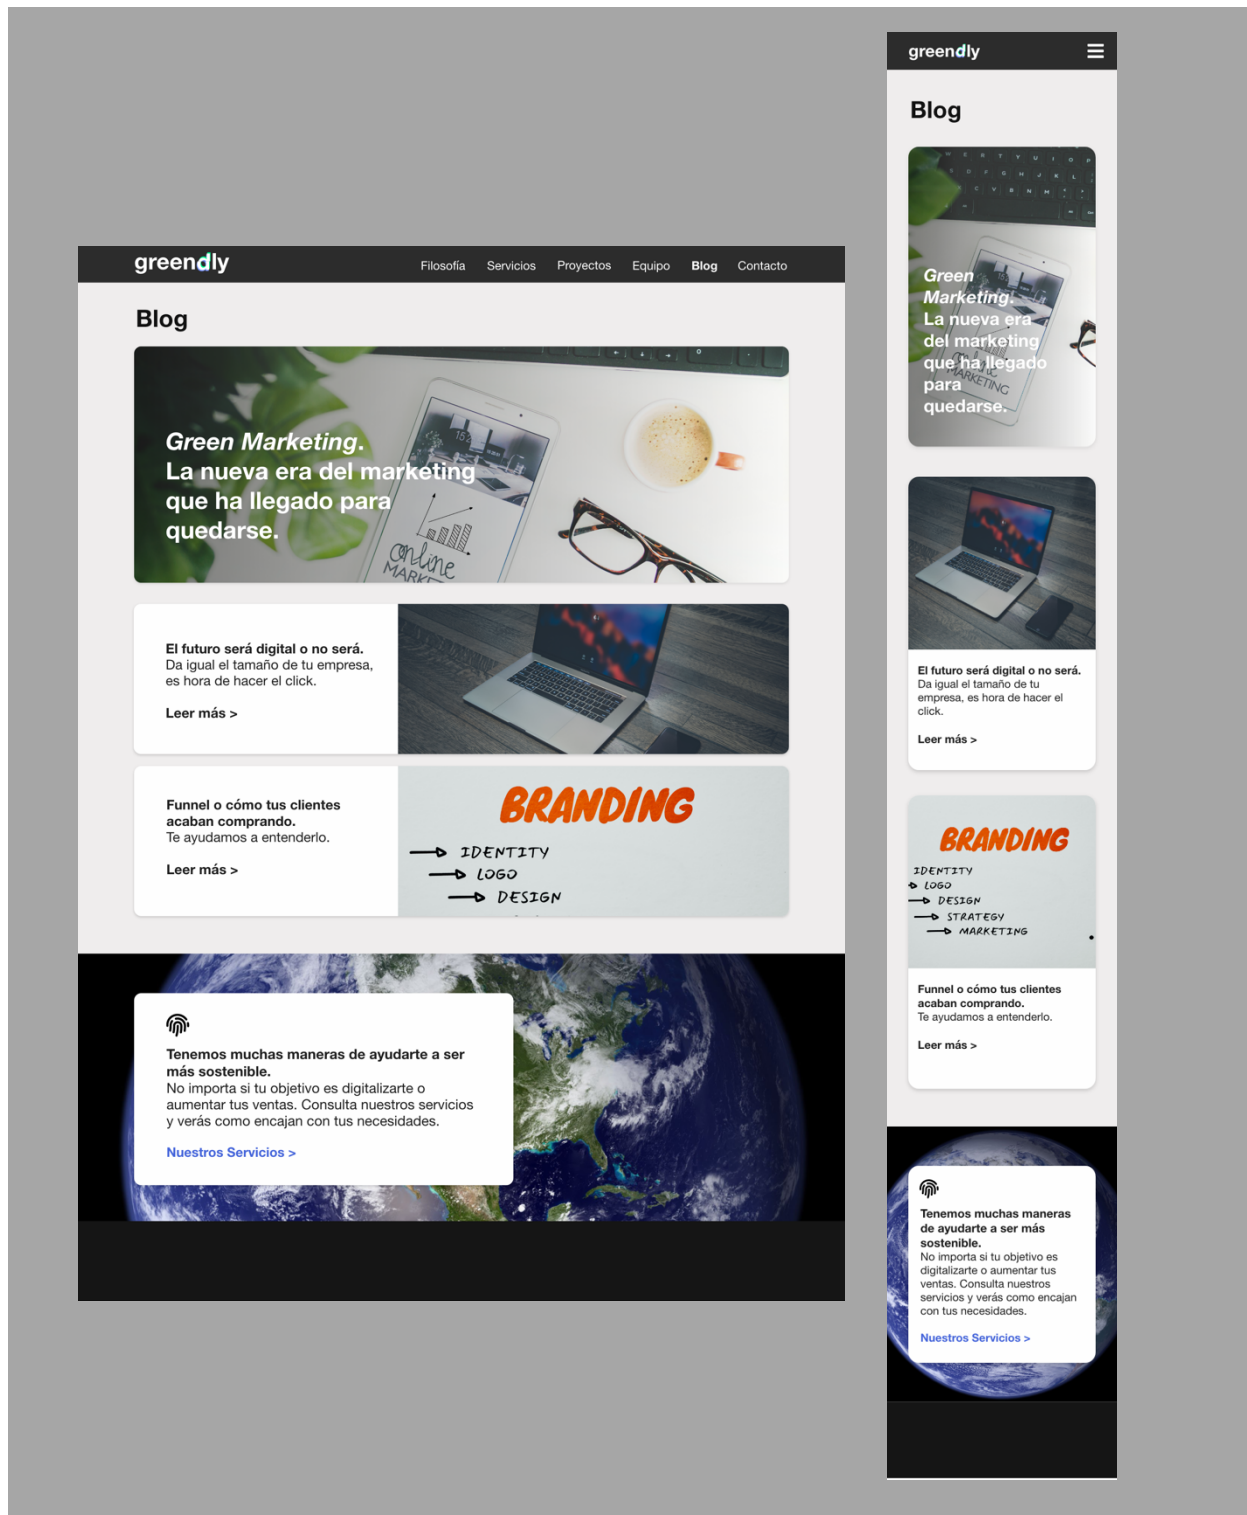 greendly
Filosofía Servicios Proyectos Equipo Blog Contacto
Blog
Green Marketing.
La nueva era del marketing
que ha llegado para
quedarse.
online
El futuro será digital o no será.
Da igual el tamaño de tu empresa,
es hora de hacer el click.
Leer más >
Funnel o cómo tus clientes
acaban comprando.
Te ayudamos a entenderlo.
Leer más >
BRANDING
IDENTITY
LOGO
DESIGN
Tenemos muchas maneras de ayudarte a ser
más sostenible.
No importa si tu objetivo es digitalizarte o
aumentar tus ventas. Consulta nuestros servicios
y verás como encajan con tus necesidades.
Nuestros Servicios >
greendly
Blog
Green
Marketing.
La nueva era
del marketing
que ha llegado
para
quedarse.
MARKETING
El futuro será digital o no será.
Da igual el tamaño de tu
empresa, es hora de hacer el
click.
Leer más >
BRANDING
IDENTITY
LOGO
DESIGN
STRATEGY
MARKETING
Funnel o cómo tus clientes
acaban comprando.
Te ayudamos a entenderlo.
Leer más >
Tenemos muchas maneras
de ayudarte a ser más
sostenible.
No importa si tu objetivo es
digitalizarte o aumentar tus
ventas. Consulta nuestros
servicios y verás como encajan
con tus necesidades.
Nuestros Servicios >